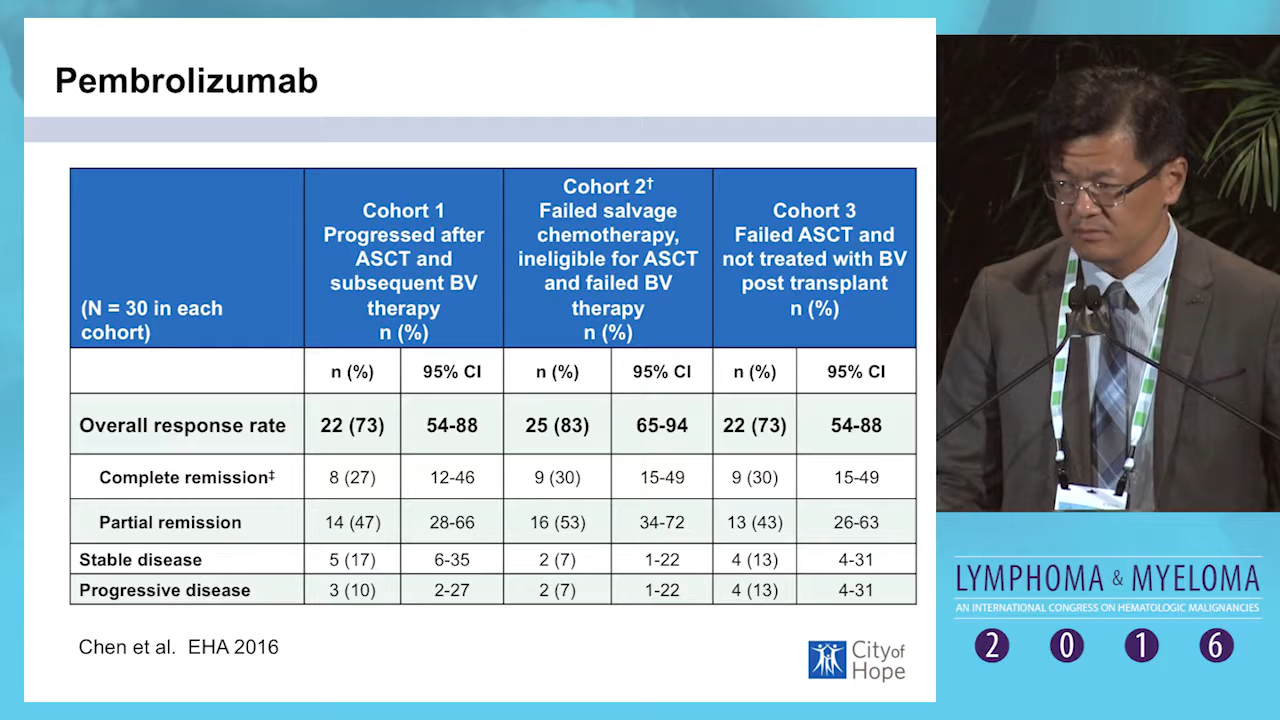 Pembrolizumab
(N = 30 in each
cohort)
Cohort 1
Progressed after
ASCT and
subsequent BV
therapy
n (%)
Cohort 2†
Failed salvage
chemotherapy,
ineligible for ASCT
and failed BV
therapy
n (%)
Cohort 3
Failed ASCT and
not treated with BV
post transplant
n (%)
n (%) 95% CI n (%) 95% CI n (%) 95% CI
Overall response rate 22 (73) 54-88 25 (83) 65-94 22 (73) 54-88
Complete remission‡ 8 (27) 12-46 9 (30) 15-49 9 (30) 15-49
Partial remission 14 (47) 28-66 16 (53) 34-72 13 (43) 26-63
Stable disease 5 (17) 6-35 2 (7) 1-22 4 (13) 4-31
Progressive disease 3 (10) 2-27 2 (7) 1-22 4 (13) 4-31
Chen et al. EHA 2016
City of
Hope
LYMPHOMA & MYELOMA
AN INTERNATIONAL CONGRESS ON HEMATOLOGIC MALIGNANCIES
2 0 1 6